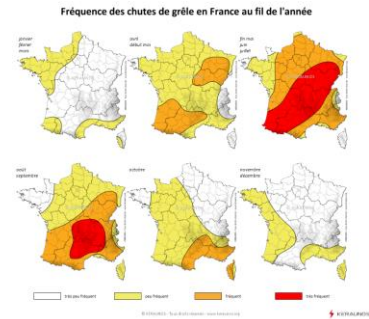 Fréquence des chutes de grêle en France au fil de l'année
janvier
février
mars
avril
début mai
fin mai
juin
juillet
août
septembre
octobre
novembre
décembre
très peu fréquent
peu fréquent
fréquent
très fréquent
KERAUNOS